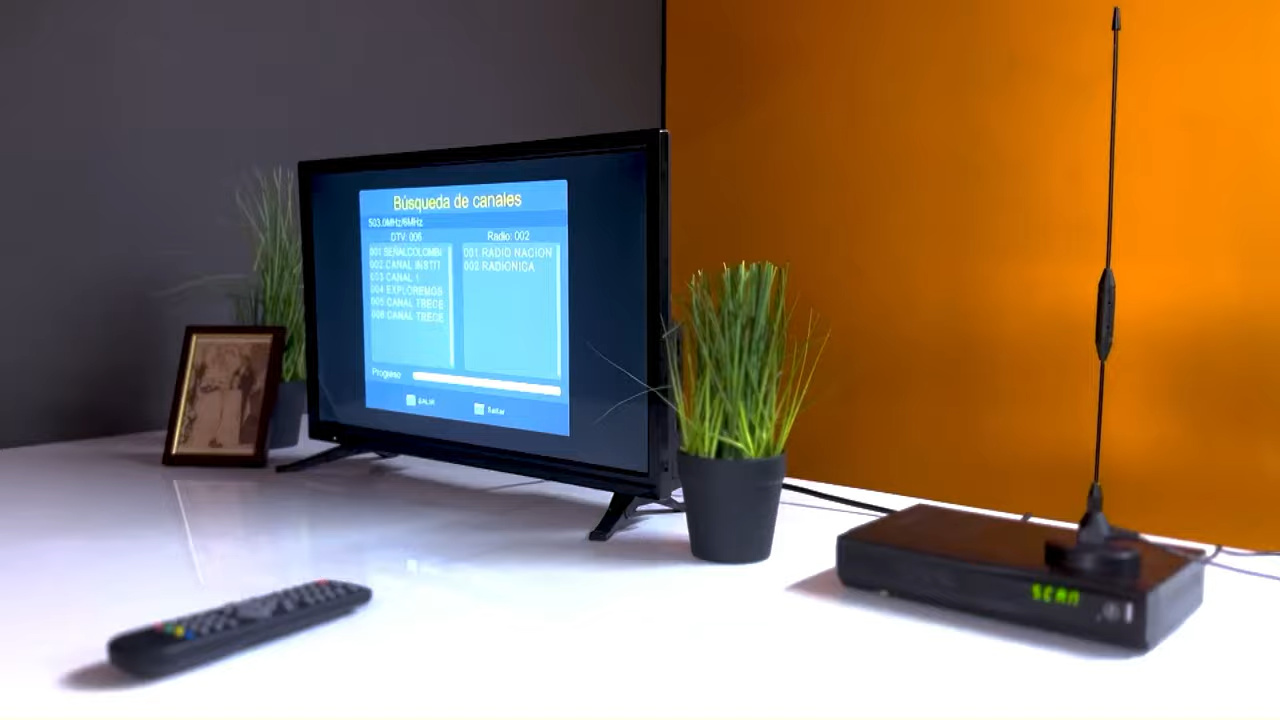 Búsqueda de canales
503.0MHz/6MHz
DTV: 006
Radio: 002
001 SEÑALCOLOMBI
002 CANAL INSTIT
003 CANAL 1
004 EXPLOREMOS
005 CANAL TRECE
006 CANAL TRECE
001 RADIO NACION
002 RADIONICA
Progreso
SALIR
Saltar
SCAN